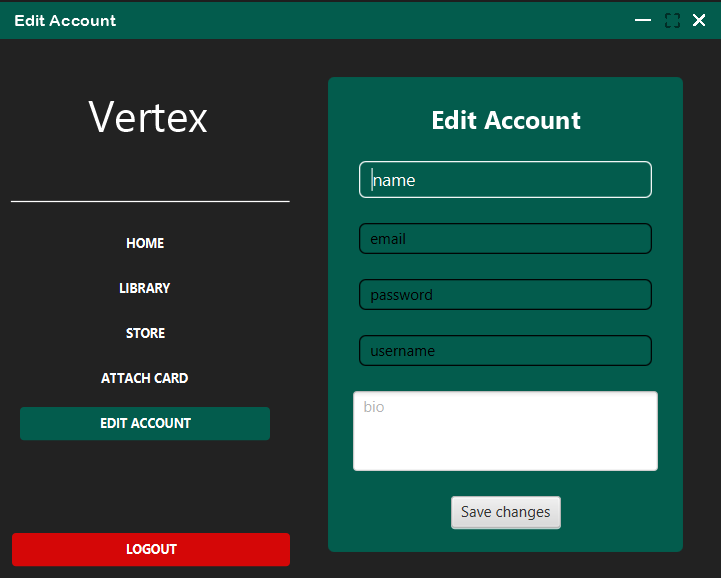 Edit Account
Vertex
HOME
LIBRARY
STORE
ATTACH CARD
EDIT ACCOUNT
LOGOUT
Edit Account
name
email
password
username
bio
Save changes